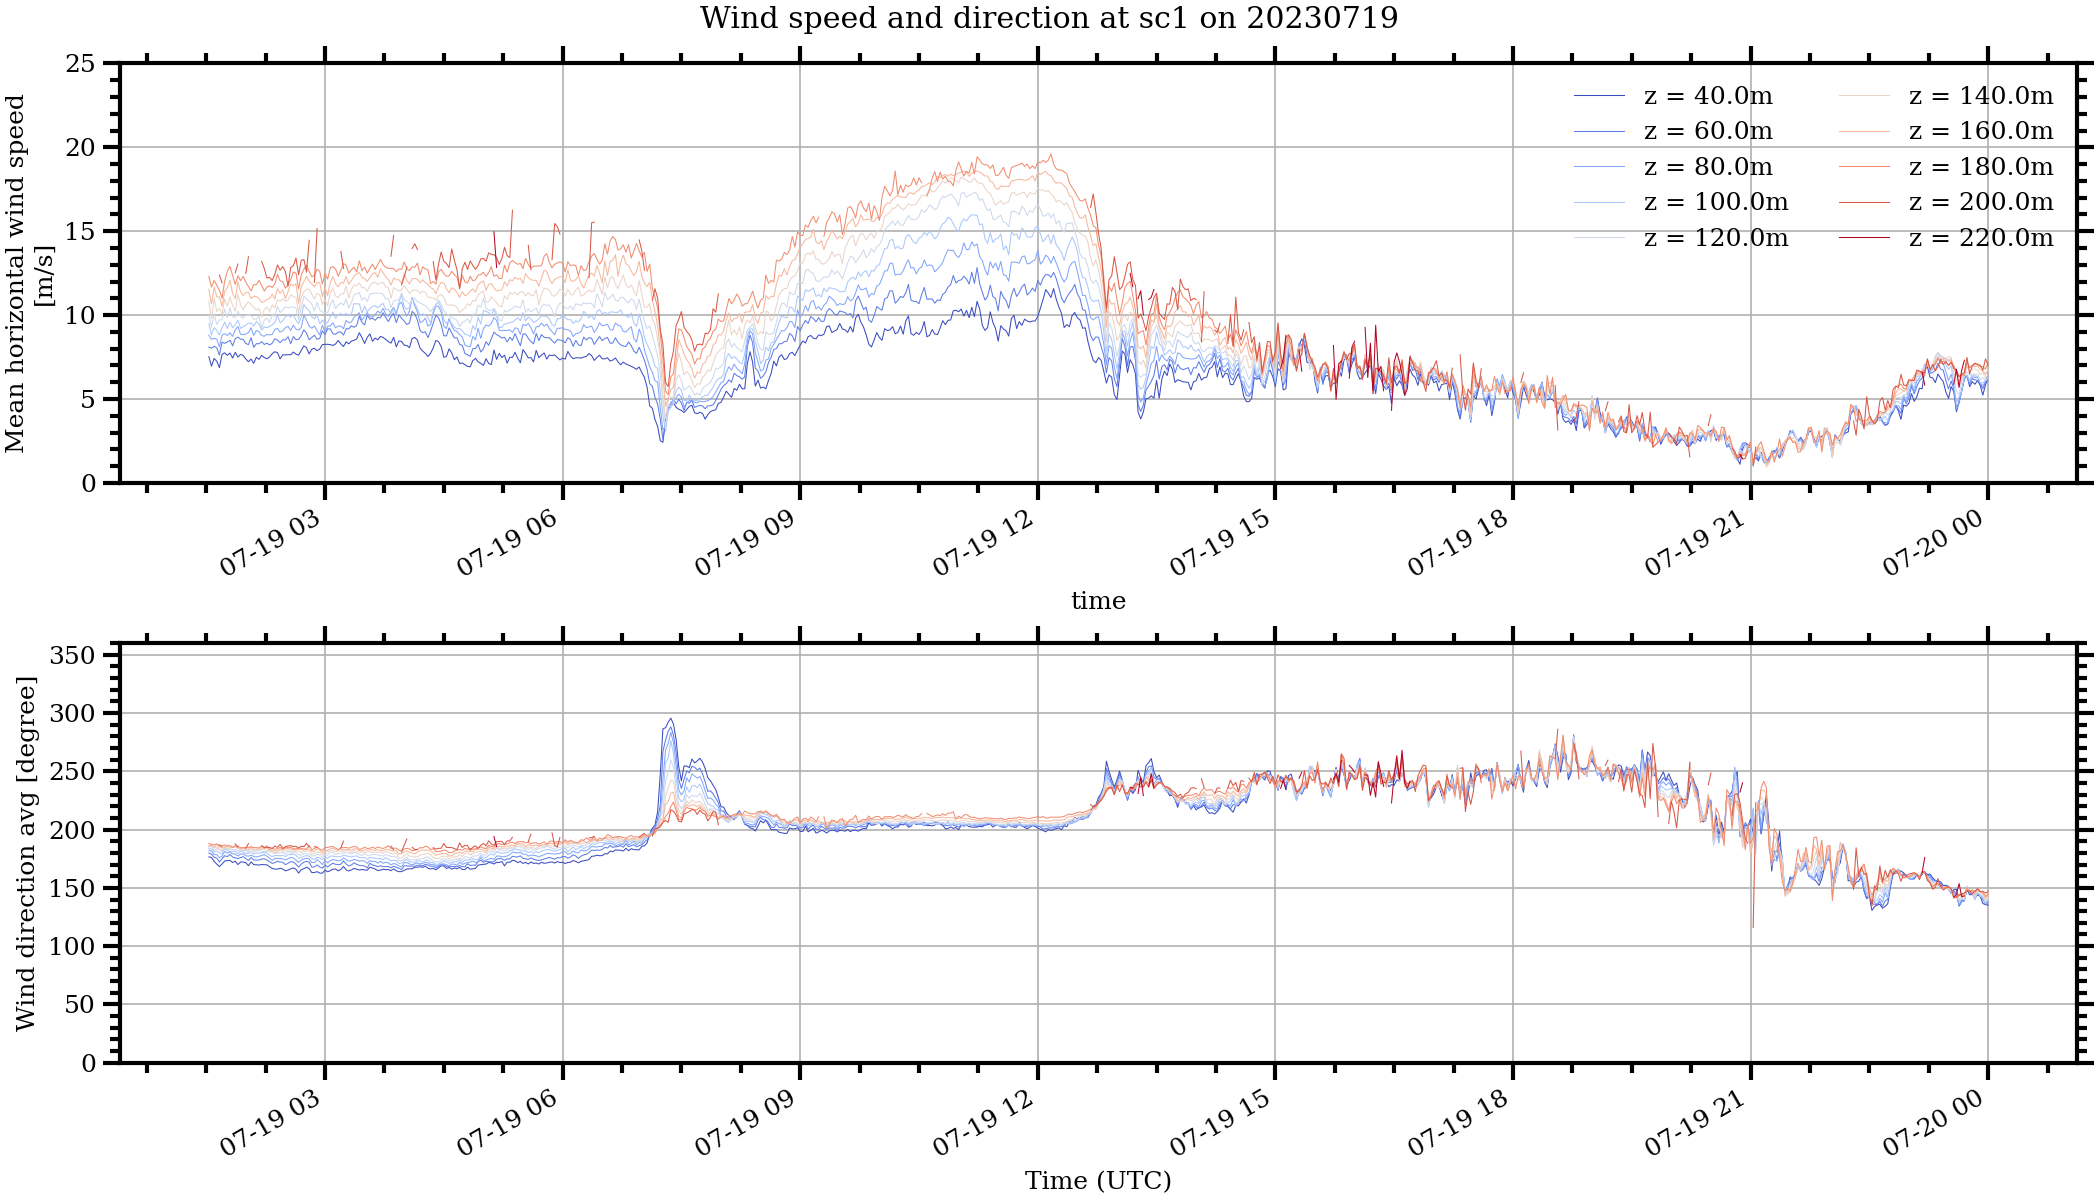 Wind speed and direction at sc1 on 20230719
Mean horizontal wind speed
[m/s]
25
20
15
10
5
0
z = 40.0m
z = 60.0m
z = 80.0m
z = 100.0m
z = 120.0m
z = 140.0m
z = 160.0m
z = 180.0m
z = 200.0m
z = 220.0m
07-19 03
07-19 06
07-19 09
07-19 12
07-19 15
07-19 18
07-19 21
07-20 00
time
Wind direction avg [degree]
350
300
250
200
150
100
50
0
07-19 03
07-19 06
07-19 09
07-19 12
07-19 15
07-19 18
07-19 21
07-20 00
Time (UTC)